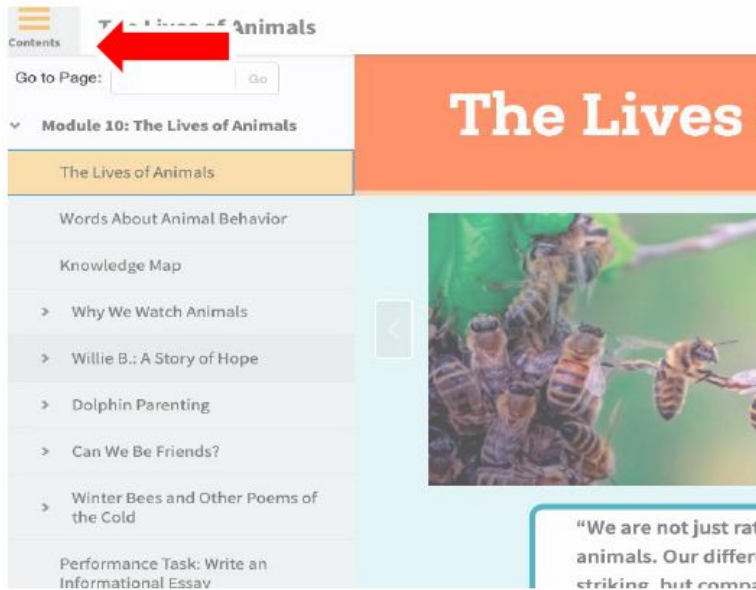 of Animals
Contents
Go to Page:
Go
Module 10: The Lives of Animals
The Lives of Animals
Words About Animal Behavior
Knowledge Map
Why We Watch Animals
Willie B.: A Story of Hope
Dolphin Parenting
Can We Be Friends?
Winter Bees and Other Poems of
the Cold
Performance Task: Write an
Informational Essay
The Lives
"We are not just
animals. Our
striking, but